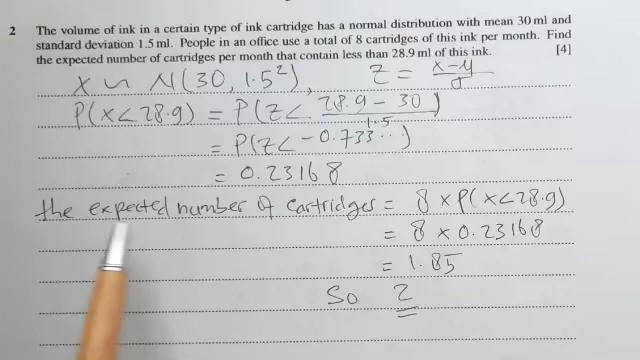 2 The volume of ink in a certain type of ink cartridge has a normal distribution with mean 30 ml and
standard deviation 1.5 ml. People in an office use a total of 8 cartridges of this ink per month. Find
the expected number of cartridges per month that contain less than 28.9 ml of this ink. [4]
X ~ N(30, 1.5²), Z = x-μ/σ
P(X<28.9) = P(Z< 28.9 - 30/1.5)
= P(Z< -0.733..)
= 0.23168
the expected number of cartridges = 8 × P(X<28.9)
= 8 × 0.23168
= 1.85
So 2